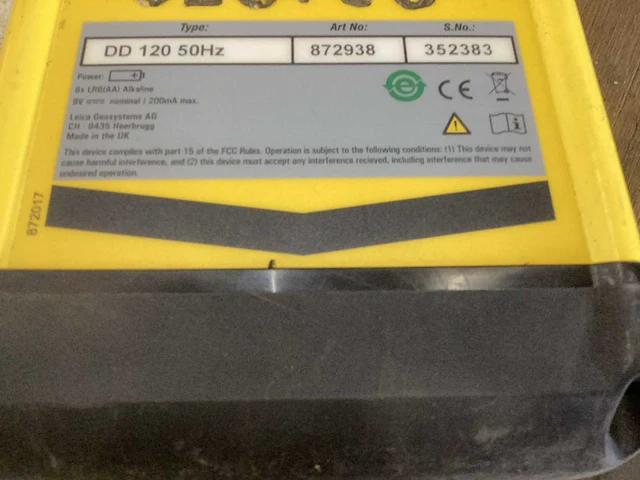 Type: Art No: S.No.:
DD 120 50Hz 872938 352383
Power:
6x LR6(AA) Alkaline
9V nominal / 200mA max.
Leica Geosystems AG
CH - 9435 Heerbrugg
Made in the UK
CE
This device complies with part 15 of the FCC Rules. Operation is subject to the following conditions: (1) This device may not
cause harmful interference, and (2) this device must accept any interference recieved, including interference that may cause
undesired operation.
872017